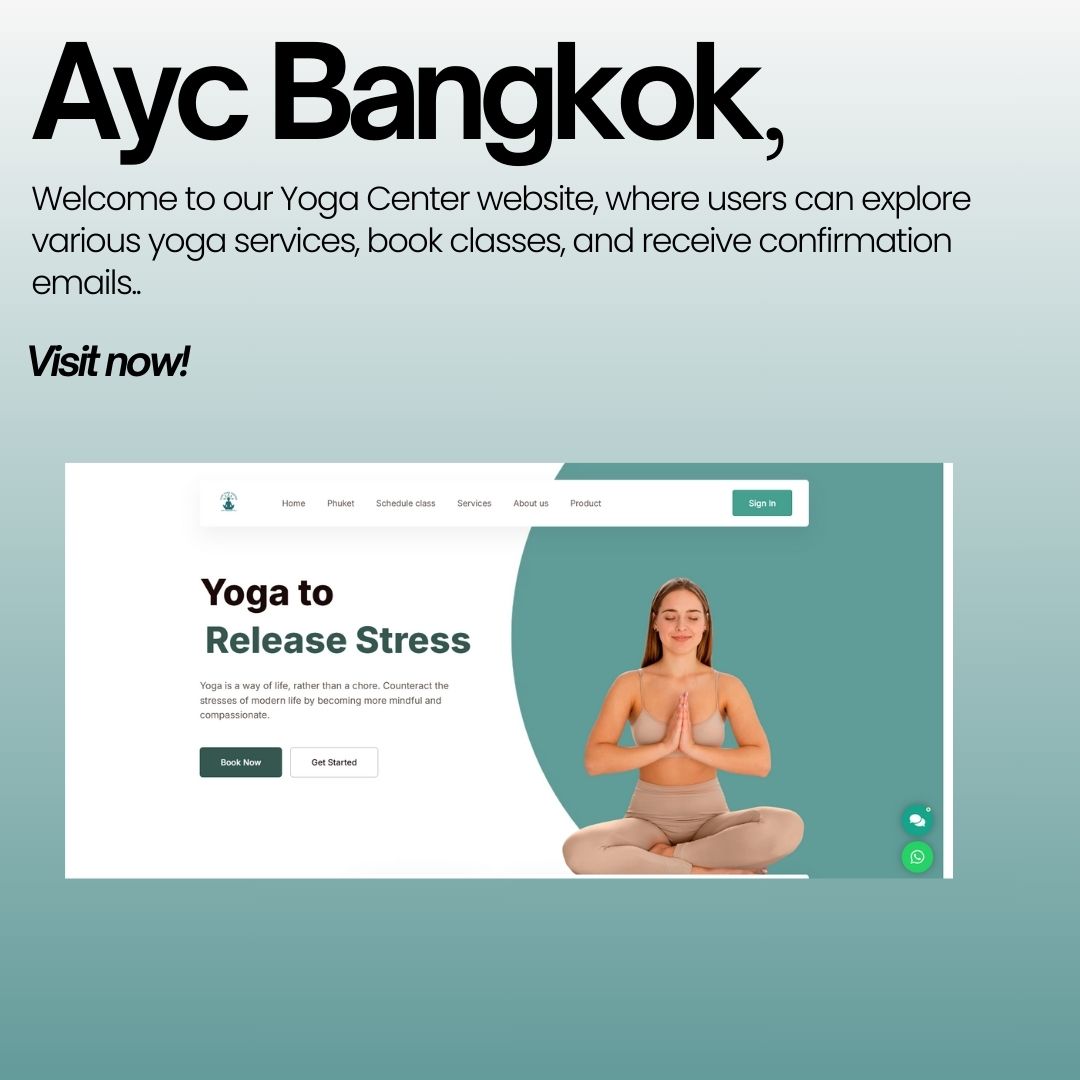 Ayc Bangkok,
Welcome to our Yoga Center website, where users can explore
various yoga services, book classes, and receive confirmation
emails..
Visit now!
Home Phuket Schedule class Services About us Product Sign In
Yoga to
Release Stress
Yoga is a way of life, rather than a chore. Counteract the
stresses of modern life by becoming more mindful and
compassionate.
Book Now Get Started